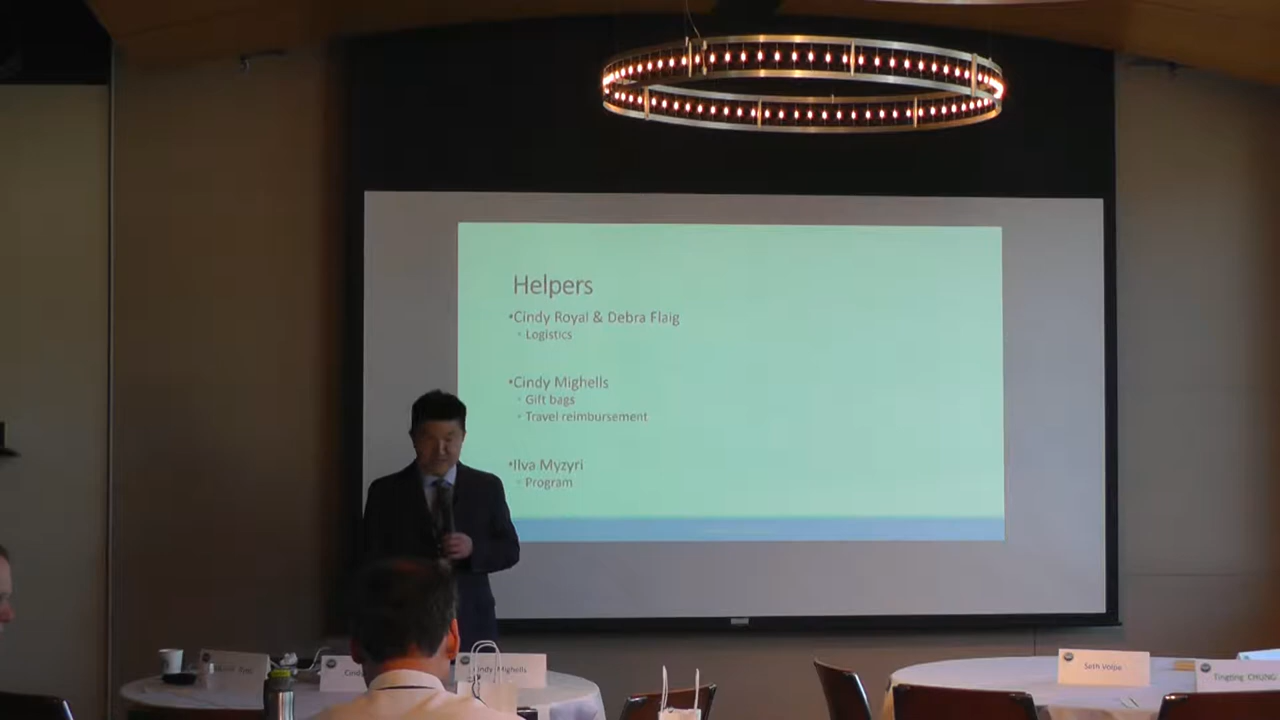 Helpers
•Cindy Royal & Debra Flaig
◦ Logistics
•Cindy Mighells
◦ Gift bags
◦ Travel reimbursement
•Ilva Myzyri
◦ Program
Cindy Mighells
Seth Volpe
Tingting 'CHUNG'